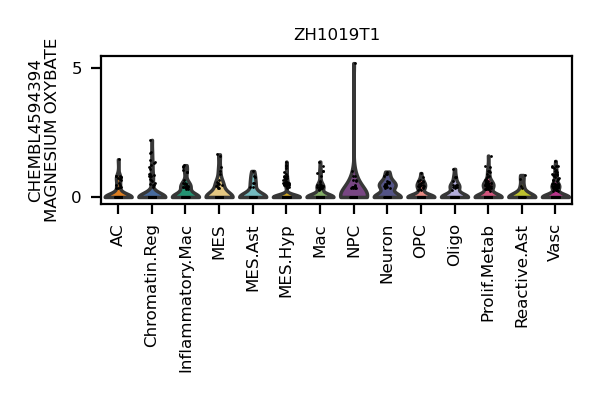 ZH1019T1
CHEMBL4594394
MAGNESIUM OXYBATE
5
0
AC
Chromatin.Reg
Inflammatory.Mac
MES
MES.Ast
MES.Hyp
Mac
NPC
Neuron
OPC
Oligo
Prolif.Metab
Reactive.Ast
Vasc